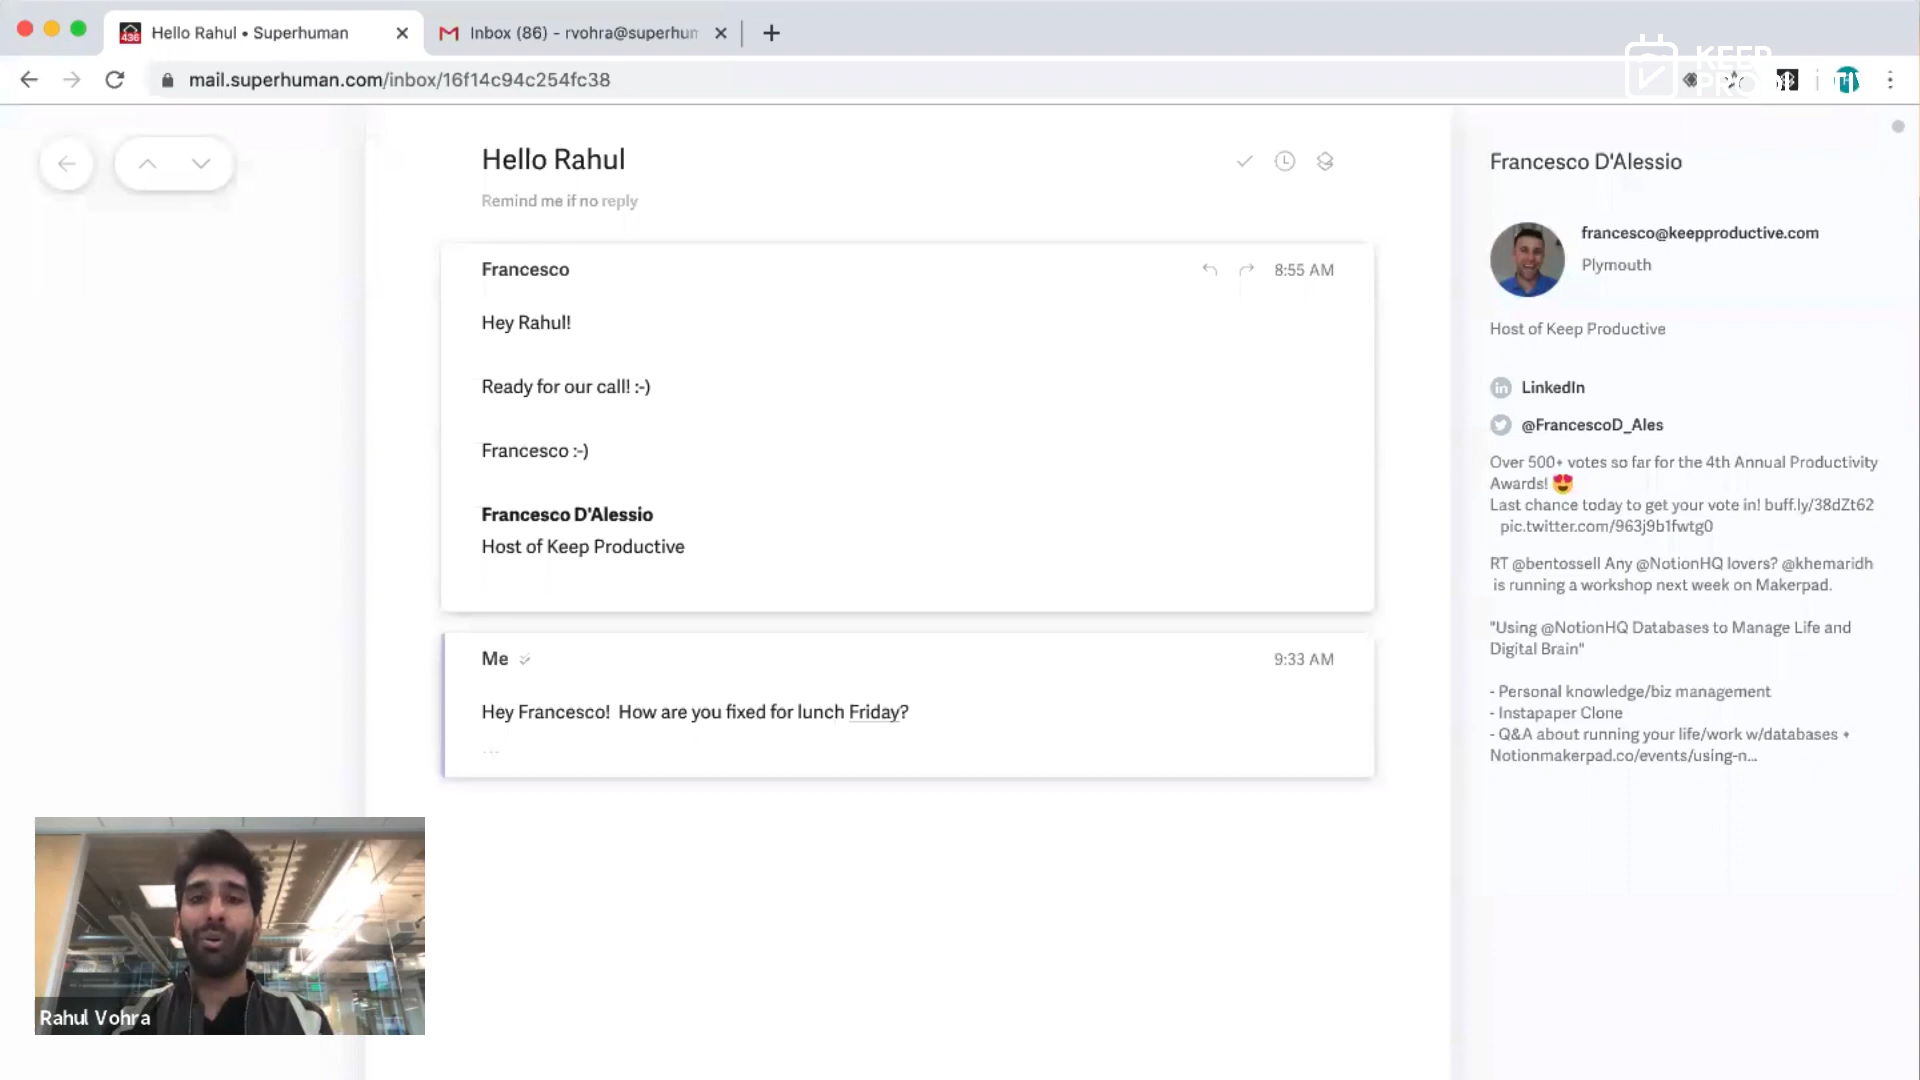 436
Hello Rahul • Superhuman
Inbox (86) - rvohra@superhum
mail.superhuman.com/inbox/16f14c94c254fc38
KEEP
Hello Rahul
Remind me if no reply
Francesco
8:55 AM
Hey Rahul!
Ready for our call! :-)
Francesco :-)
Francesco D'Alessio
Host of Keep Productive
Me
9:33 AM
Hey Francesco!  How are you fixed for lunch Friday?
...
Francesco D'Alessio
francesco@keepproductive.com
Plymouth
Host of Keep Productive
in LinkedIn
@FrancescoD_Ales
Over 500+ votes so far for the 4th Annual Productivity
Awards! 😍
Last chance today to get your vote in! buff.ly/38dZt62
pic.twitter.com/963j9b1fwtg0
RT @bentossell Any @NotionHQ lovers? @khemaridh
is running a workshop next week on Makerpad.
"Using @NotionHQ Databases to Manage Life and
Digital Brain"
- Personal knowledge/biz management
- Instapaper Clone
- Q&A about running your life/work w/databases +
Notionmakerpad.co/events/using-n...
Rahul Vohra